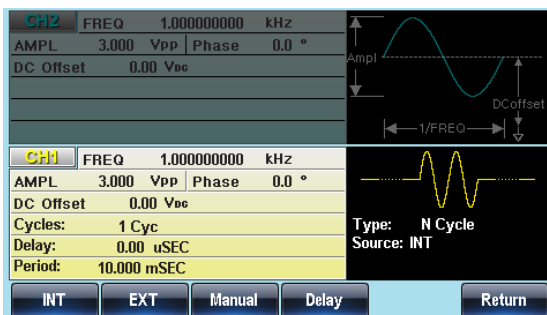 CH2 FREQ 1.000000000 kHz
AMPL 3.000 Vpp Phase 0.0 °
DC Offset 0.00 VDC
Ampl
DCoffset
1/FREQ
CH1 FREQ 1.000000000 kHz
AMPL 3.000 Vpp Phase 0.0 °
DC Offset 0.00 VDC
Cycles: 1 Cyc
Delay: 0.00 uSEC
Period: 10.000 mSEC
Type: N Cycle
Source: INT
INT EXT Manual Delay Return